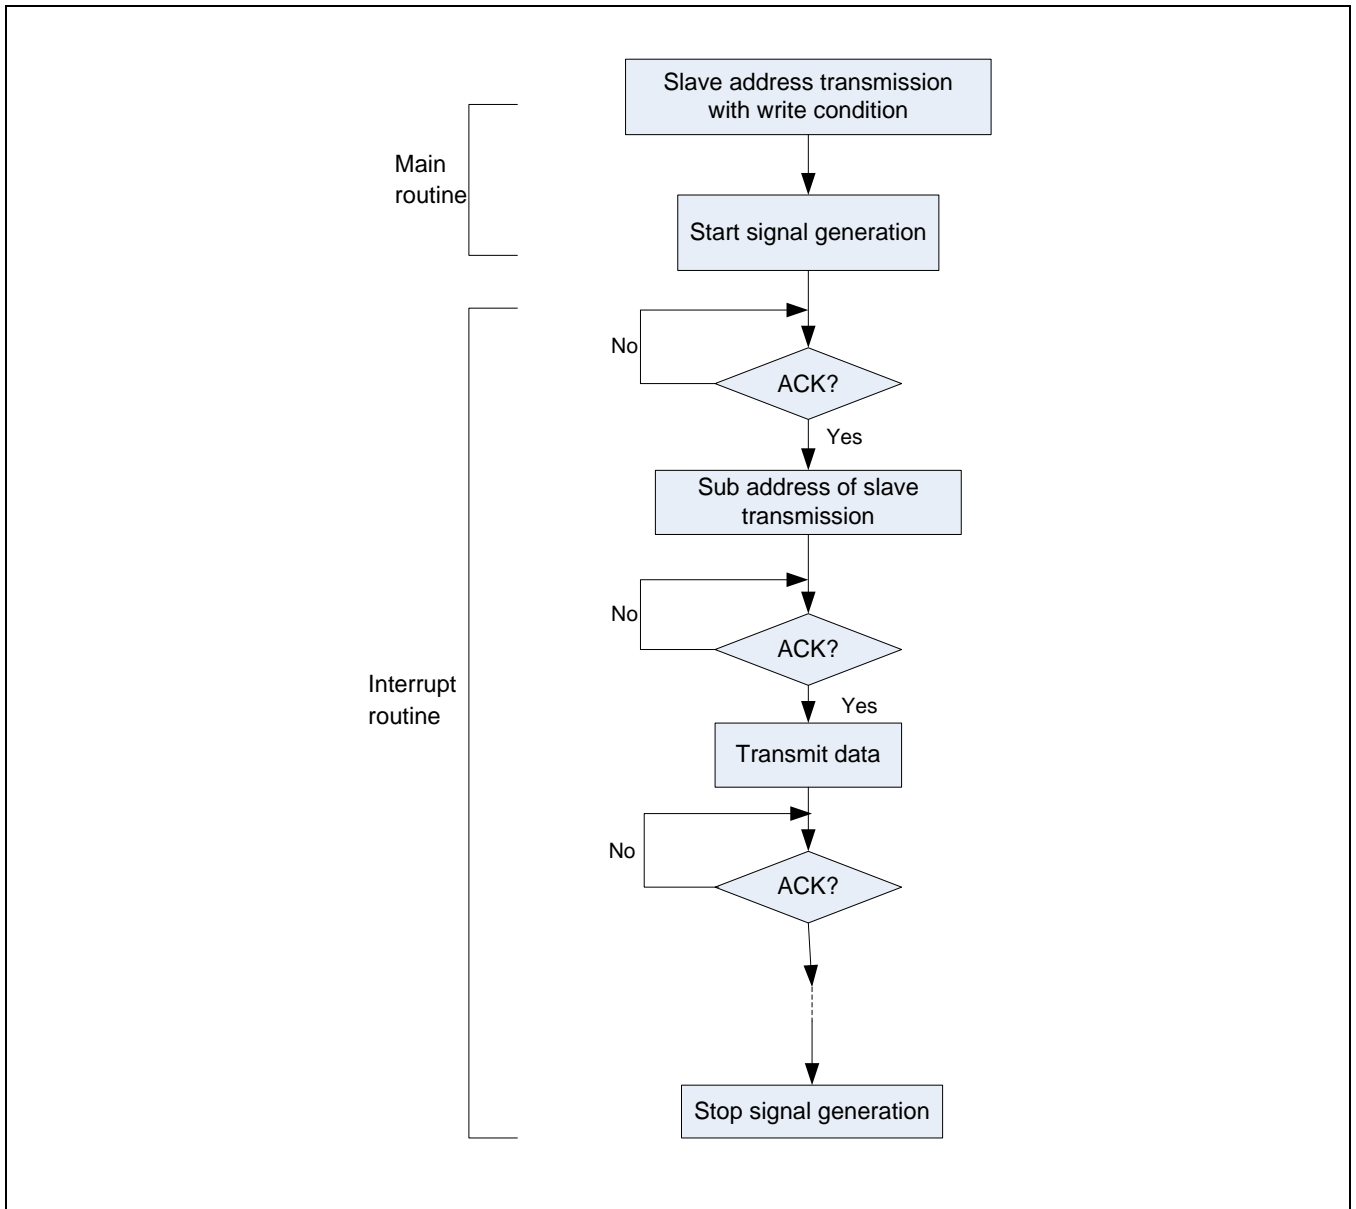 Slave address transmission
with write condition
Main
routine
Start signal generation
No
ACK?
Yes
Sub address of slave
transmission
No
ACK?
Interrupt
routine
Yes
Transmit data
No
ACK?
Stop signal generation